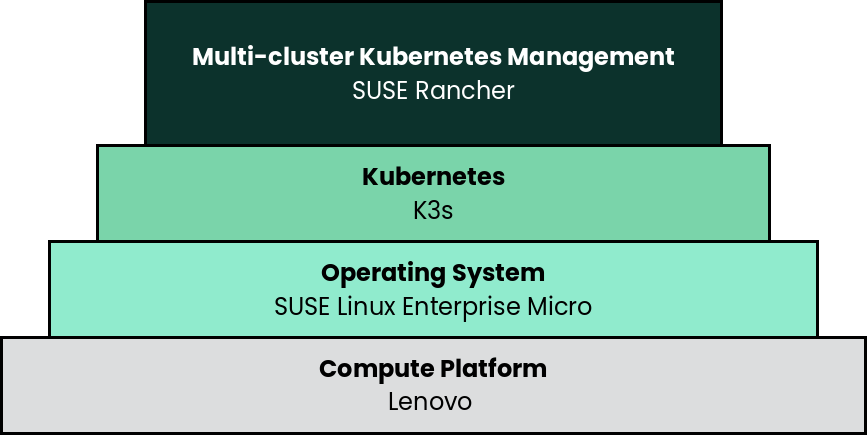 Multi-cluster Kubernetes Management
SUSE Rancher
Kubernetes
K3s
Operating System
SUSE Linux Enterprise Micro
Compute Platform
Lenovo